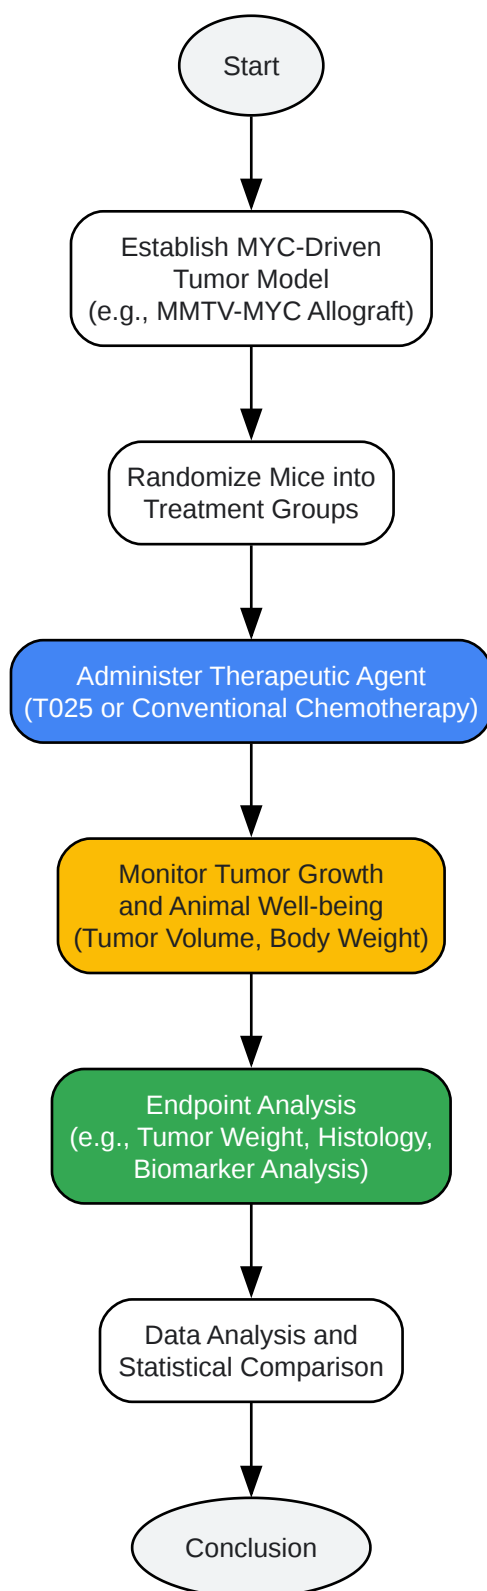 Start
Establish MYC-Driven
Tumor Model
(e.g., MMTV-MYC Allograft)
Randomize Mice into
Treatment Groups
Administer Therapeutic Agent
(T025 or Conventional Chemotherapy)
Monitor Tumor Growth
and Animal Well-being
(Tumor Volume, Body Weight)
Endpoint Analysis
(e.g., Tumor Weight, Histology,
Biomarker Analysis)
Data Analysis and
Statistical Comparison
Conclusion